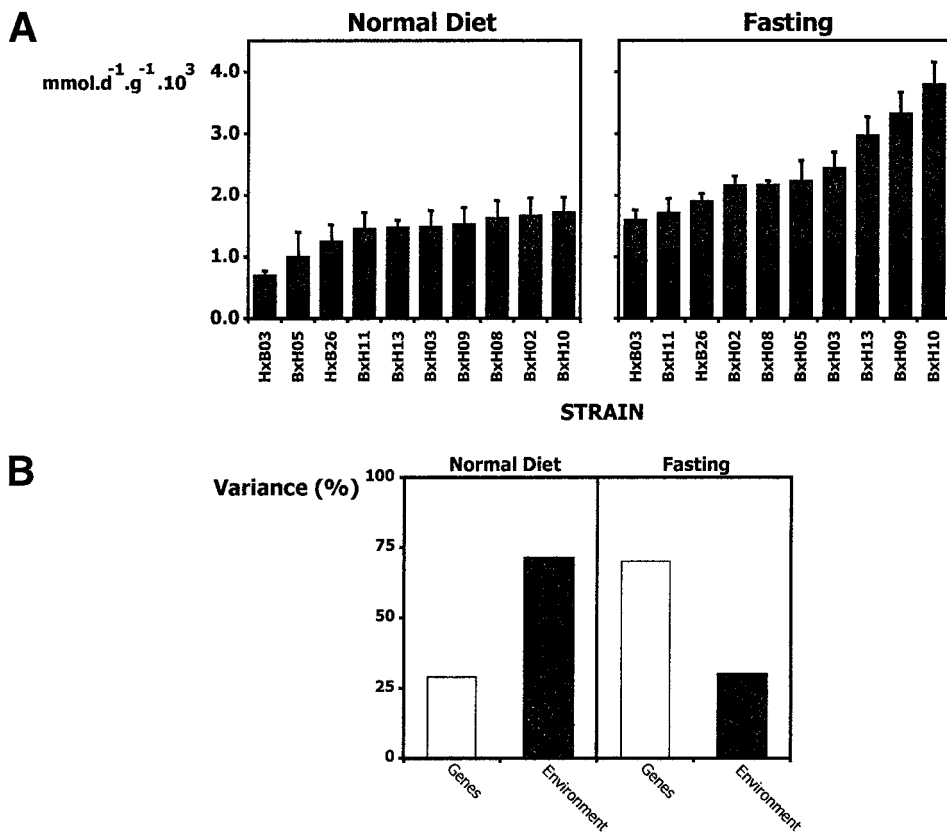 A
Normal Diet
Fasting
mmol.d⁻¹.g⁻¹.10³
4.0
3.0
2.0
1.0
0.0
HxB03
BxH05
HxB26
BxH11
BxH13
BxH03
BxH09
BxH08
BxH02
BxH10
HxB03
BxH11
HxB26
BxH02
BxH08
BxH05
BxH03
BxH13
BxH09
BxH10
STRAIN
B
Normal Diet
Fasting
Variance (%)
100
75
50
25
0
Genes
Environment
Genes
Environment